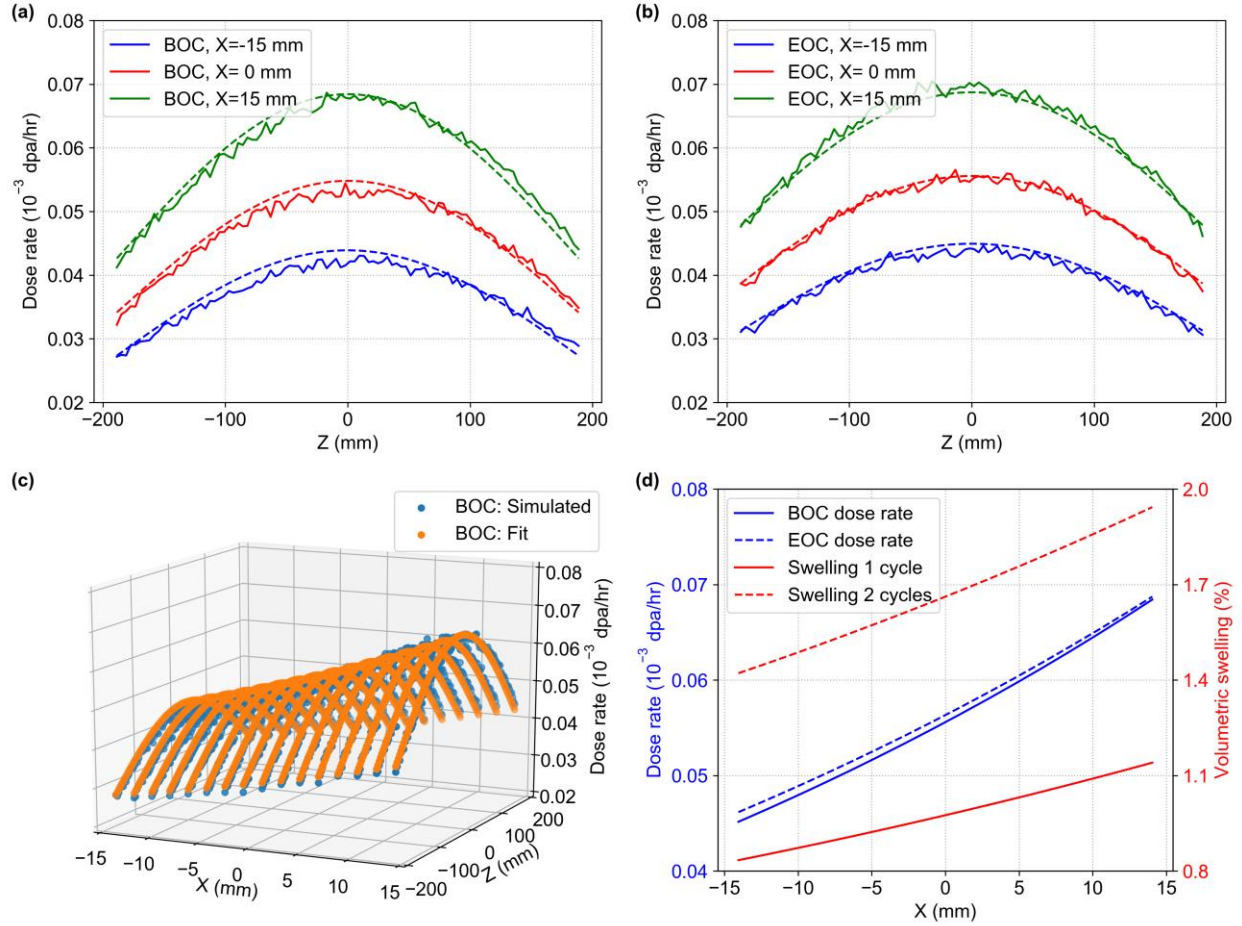 (a)
0.08
0.07
0.06
0.05
0.04
0.03
0.02
Dose rate (10⁻³ dpa/hr)
BOC, X=-15 mm
BOC, X= 0 mm
BOC, X=15 mm
−200
−100
0
100
200
Z (mm)
(b)
0.08
0.07
0.06
0.05
0.04
0.03
0.02
Dose rate (10⁻³ dpa/hr)
EOC, X=-15 mm
EOC, X= 0 mm
EOC, X=15 mm
−200
−100
0
100
200
Z (mm)
(c)
BOC: Simulated
BOC: Fit
0.08
0.07
0.06
0.05
0.04
0.03
0.02
Dose rate (10⁻³ dpa/hr)
−15
−10
−5
0
5
10
15
X (mm)
−200
−100
0
100
200
Z (mm)
(d)
0.08
0.07
0.06
0.05
0.04
Dose rate (10⁻³ dpa/hr)
BOC dose rate
EOC dose rate
Swelling 1 cycle
Swelling 2 cycles
2.0
1.7
1.4
1.1
0.8
Volumetric swelling (%)
−15
−10
−5
0
5
10
15
X (mm)